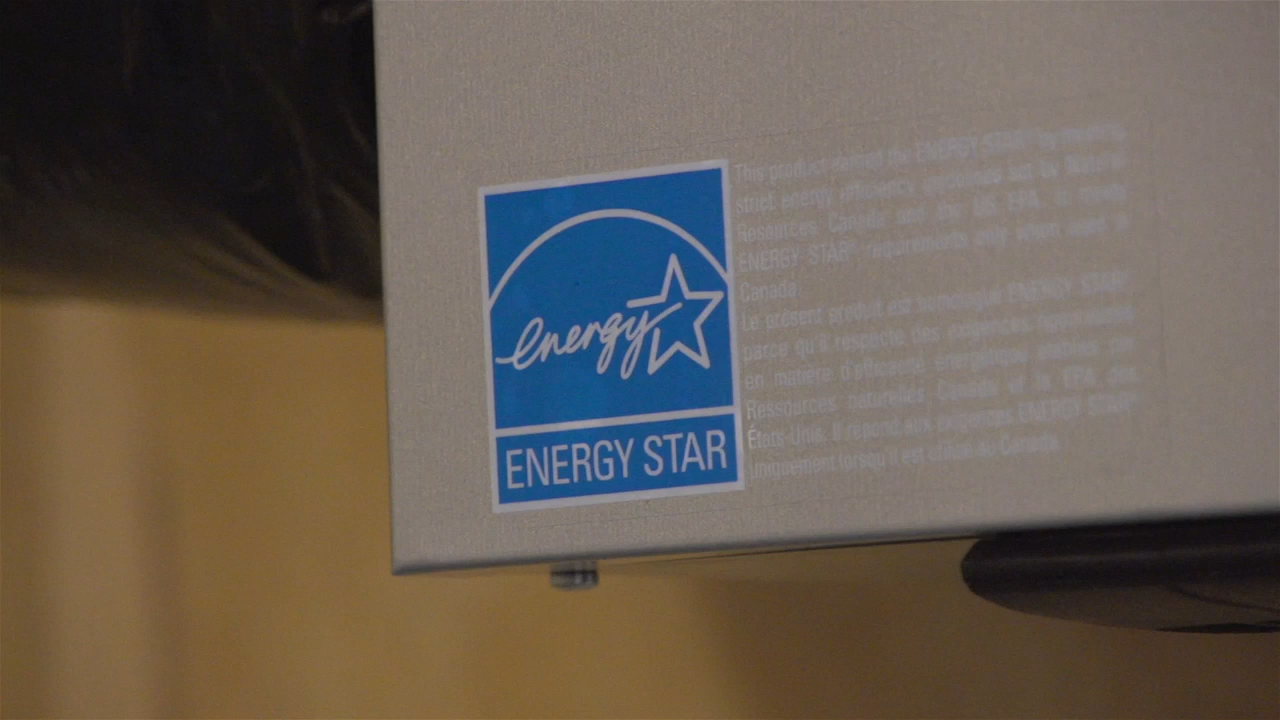 energy
ENERGY STAR
This product earned the ENERGY STAR® by meeting
strict energy efficiency guidelines set by Natural
Resources Canada and the US EPA. It meets
ENERGY STAR® requirements only when used in
Canada.
Le présent produit est homologué ENERGY STAR®
parce qu'il respecte des exigences
en matière d'efficacité énergétique
Ressources naturelles Canada et la EPA des
États-Unis. Il répond aux exigences ENERGY STAR
uniquement lorsqu'il est utilisé au Canada.